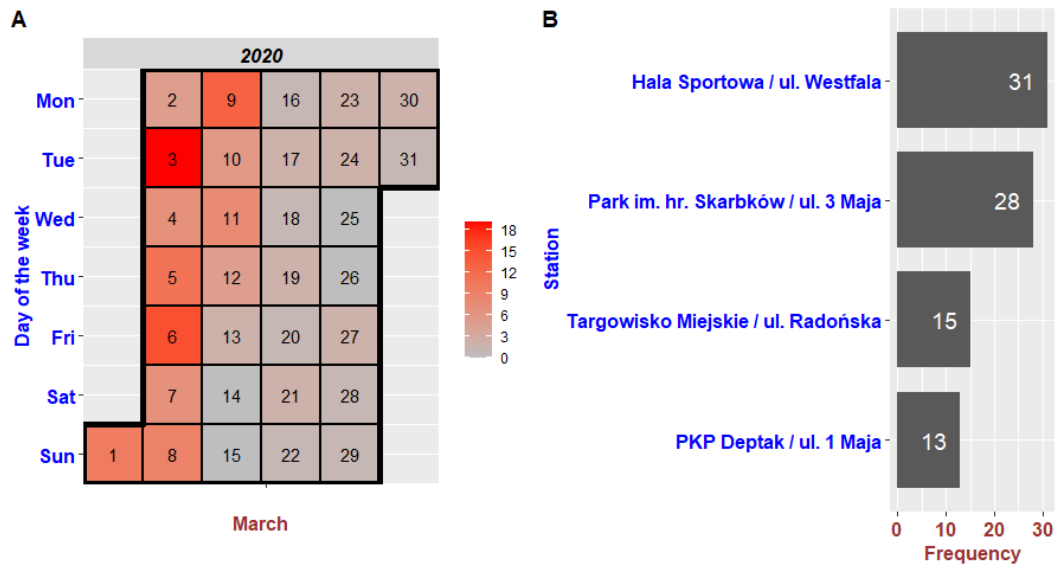 A
2020
Mon
2 9 16 23 30
Tue
3 10 17 24 31
Wed
4 11 18 25
Thu
5 12 19 26
Fri
6 13 20 27
Sat
7 14 21 28
Sun
1 8 15 22 29
Day of the week
March
18
15
12
9
6
3
0
B
Station
Hala Sportowa / ul. Westfala
31
Park im. hr. Skarbków / ul. 3 Maja
28
Targowisko Miejskie / ul. Radońska
15
PKP Deptak / ul. 1 Maja
13
0 10 20 30
Frequency